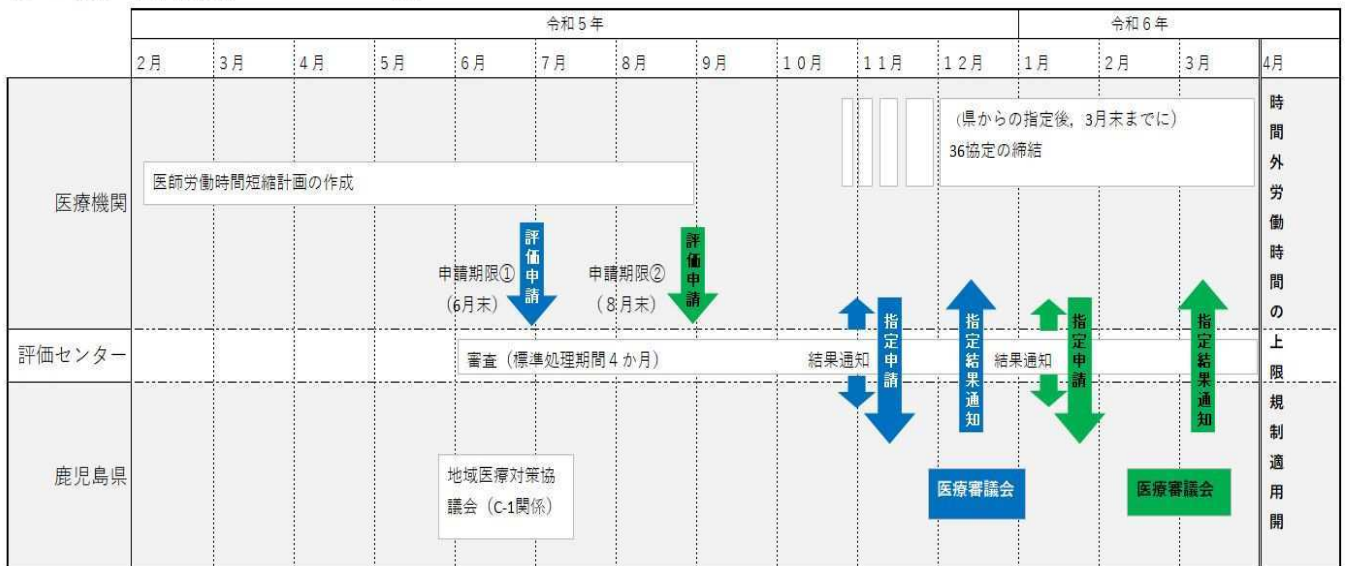 令和５年
令和６年
2月
3月
4月
5月
6月
7月
8月
9月
１０月
１１月
１２月
1月
2月
3月
4月
医療機関
医師労働時間短縮計画の作成
(県からの指定後，3月末までに）
36協定の締結
申請期限①
（6月末）
評価申請
申請期限②
（８月末）
評価申請
評価センター
審査（標準処理期間４か月）
結果通知
指定申請
指定結果通知
結果通知
指定申請
指定結果通知
鹿児島県
地域医療対策協
議会（C-1関係）
医療審議会
医療審議会
時間外労働時間の上限規制適用開